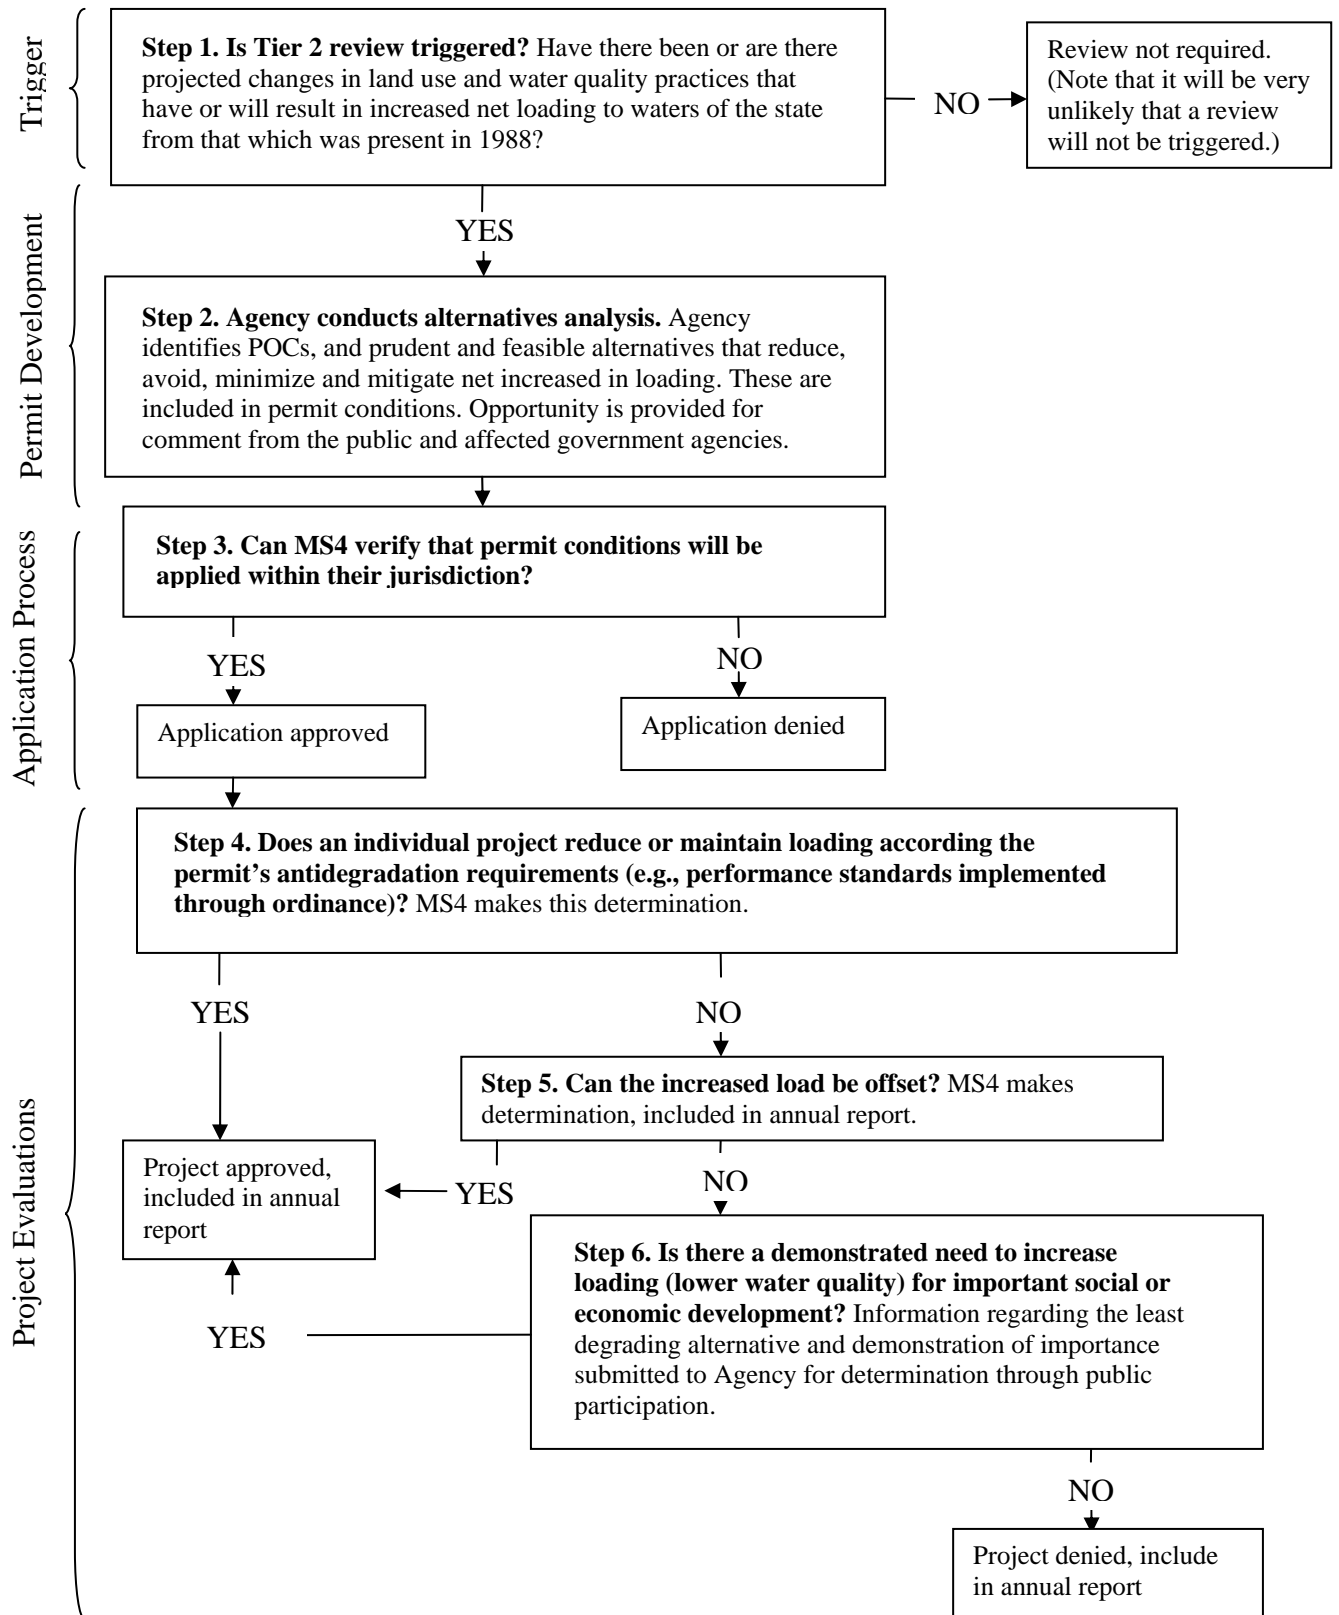 Trigger
Step 1. Is Tier 2 review triggered? Have there been or are there
projected changes in land use and water quality practices that
have or will result in increased net loading to waters of the state
from that which was present in 1988?
NO
Review not required.
(Note that it will be very
unlikely that a review
will not be triggered.)
YES
Permit Development
Step 2. Agency conducts alternatives analysis. Agency
identifies POCs, and prudent and feasible alternatives that reduce,
avoid, minimize and mitigate net increased in loading. These are
included in permit conditions. Opportunity is provided for
comment from the public and affected government agencies.
Application Process
Step 3. Can MS4 verify that permit conditions will be
applied within their jurisdiction?
YES
NO
Application approved
Application denied
Project Evaluations
Step 4. Does an individual project reduce or maintain loading according the
permit's antidegradation requirements (e.g., performance standards implemented
through ordinance)? MS4 makes this determination.
YES
NO
Step 5. Can the increased load be offset? MS4 makes
determination, included in annual report.
Project approved,
included in annual
report
YES
NO
Step 6. Is there a demonstrated need to increase
loading (lower water quality) for important social or
economic development? Information regarding the least
degrading alternative and demonstration of importance
submitted to Agency for determination through public
participation.
YES
NO
Project denied, include
in annual report